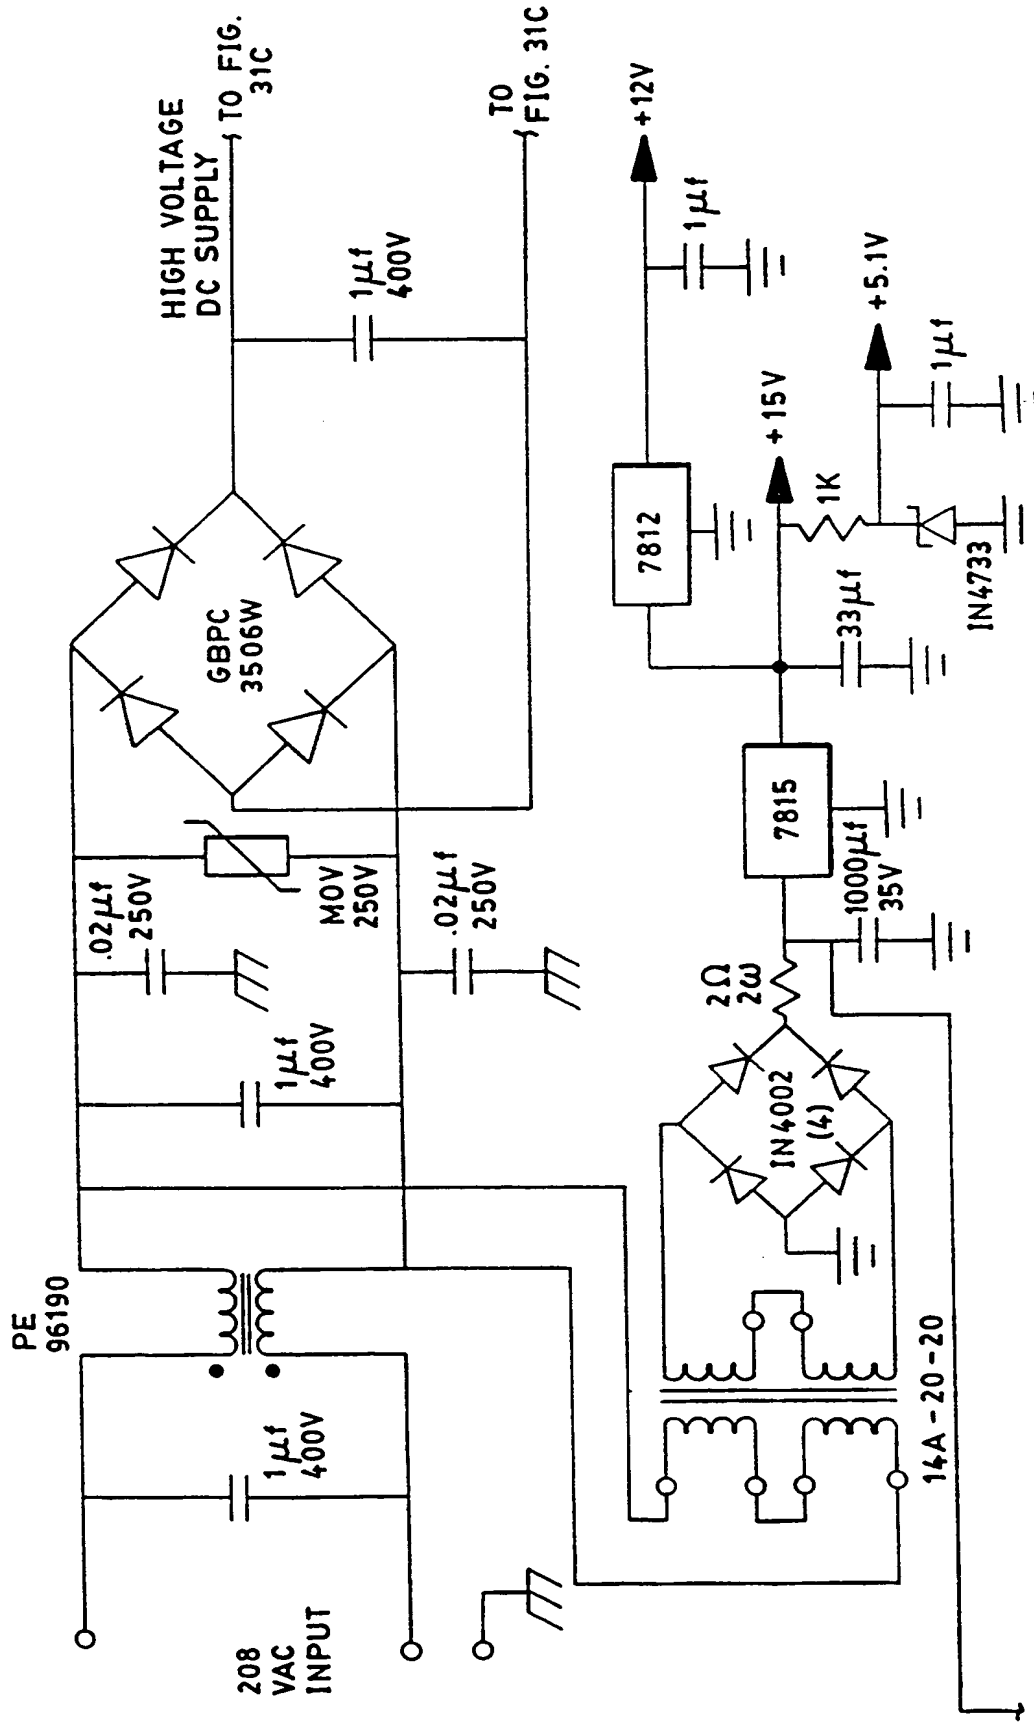 PE
96190
208
VAC
INPUT
1µf
400V
1µf
400V
.02µf
250V
MOV
250V
.02µf
250V
GBPC
3506W
HIGH VOLTAGE
DC SUPPLY
1µf
400V
TO FIG.
31C
TO
FIG. 31C
14A-20-20
IN4002
(4)
2Ω
2ω
1000µf
35V
7815
33µf
7812
1µf
+12V
+15V
1K
IN4733
1µf
+5.1V